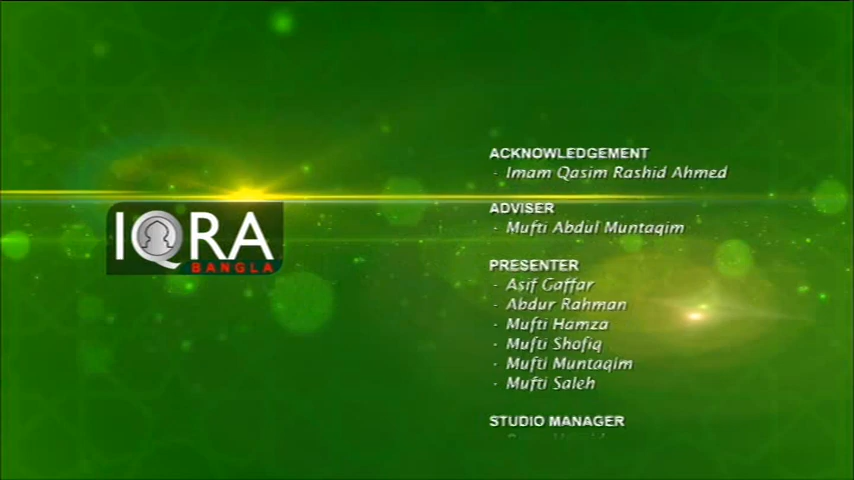 IQRA
BANGLA
ACKNOWLEDGEMENT
- Imam Qasim Rashid Ahmed
ADVISER
- Mufti Abdul Muntaqim
PRESENTER
- Asif Gaffar
- Abdur Rahman
- Mufti Hamza
- Mufti Shofiq
- Mufti Muntaqim
- Mufti Saleh
STUDIO MANAGER